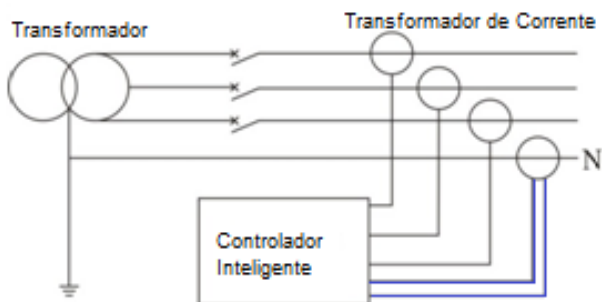 Transformador
Transformador de Corrente
N
Controlador
Inteligente